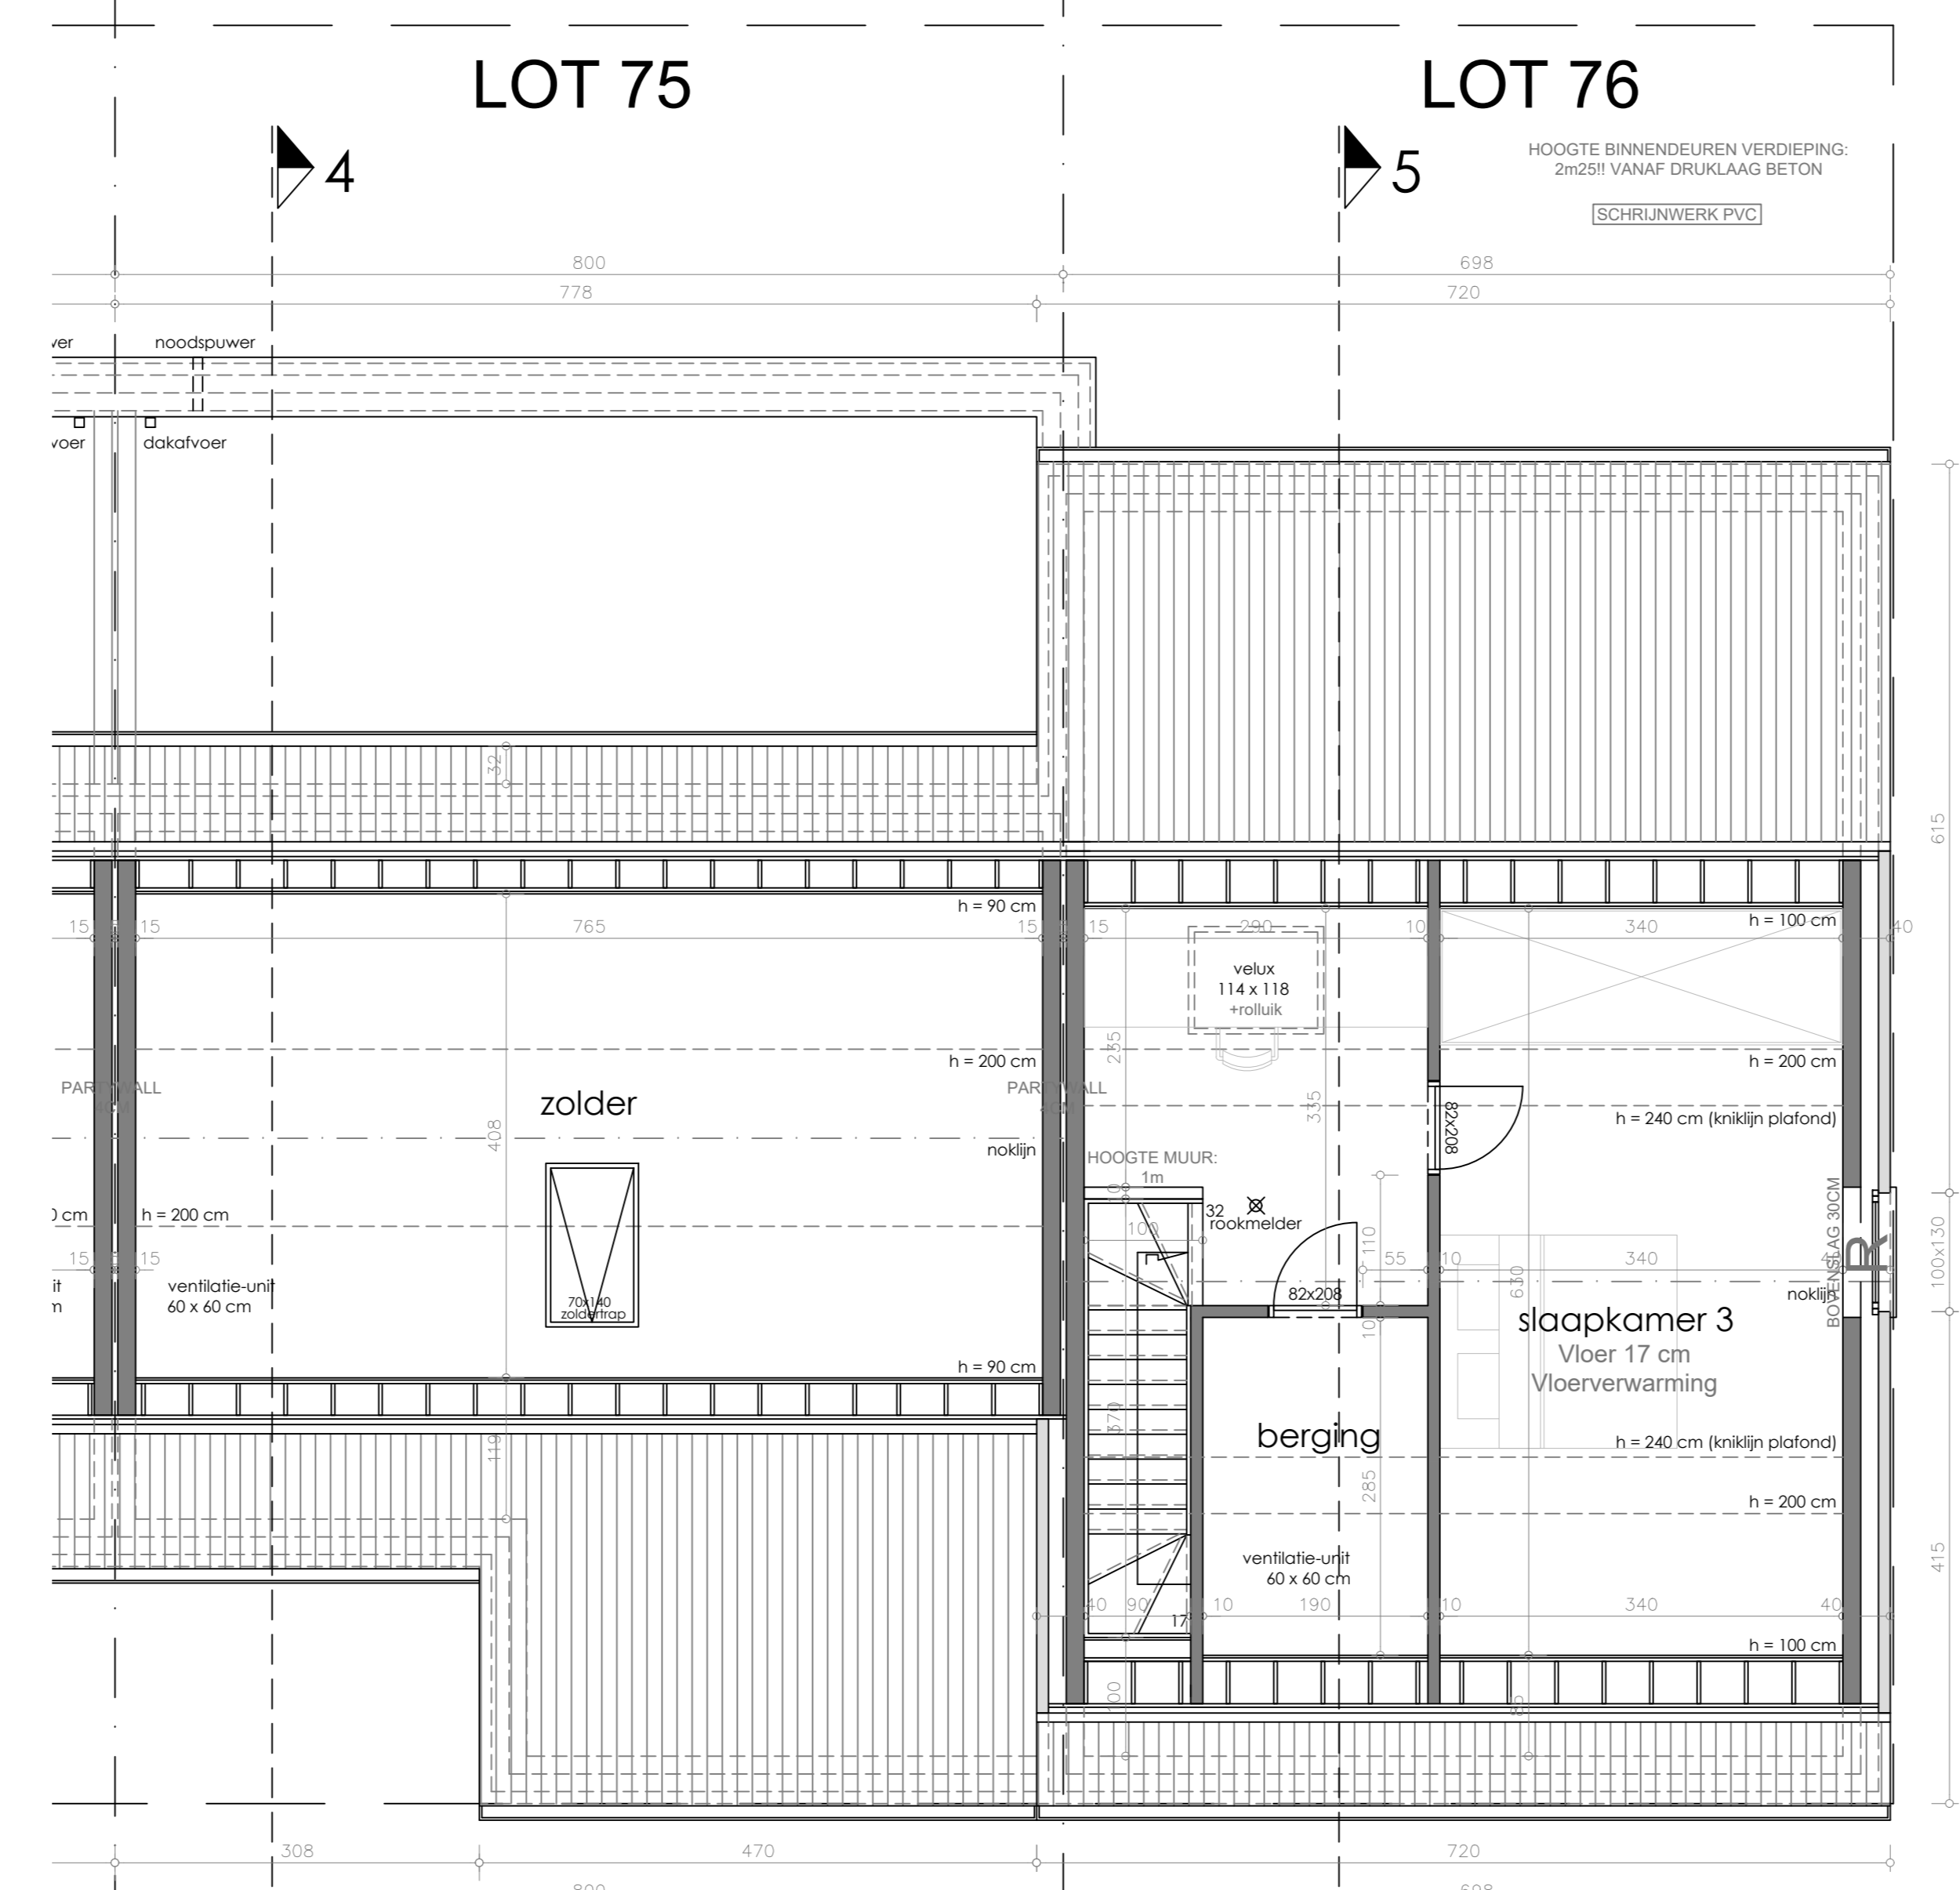 LOT 75
LOT 76
4
5
HOOGTE BINNENDEUREN VERDIEPING:
2m25!! VANAF DRUKLAAG BETON
SCHRIJNWERK PVC
800
698
778
720
noodspuwer
dakafvoer
32
615
h = 90 cm
h = 100 cm
15
15
765
15
15
290
10
340
40
velux
114 x 118
+rolluik
235
335
h = 200 cm
h = 200 cm
PARTYWALL
PARTYWALL
zolder
408
82x208
h = 240 cm (kniklijn plafond)
noklijn
HOOGTE MUUR:
1m
10
32
rookmelder
100
110
h = 200 cm
BOVENSLAG 30CM
R
100x130
15
15
55
10
340
630
ventilatie-unit
60 x 60 cm
70x140
zoldertrap
82x208
noklijn
10
slaapkamer 3
Vloer 17 cm
Vloerverwarming
h = 90 cm
370
119
berging
h = 240 cm (kniklijn plafond)
285
h = 200 cm
415
ventilatie-unit
60 x 60 cm
40
90
10
190
10
340
40
17
h = 100 cm
100
308
470
720